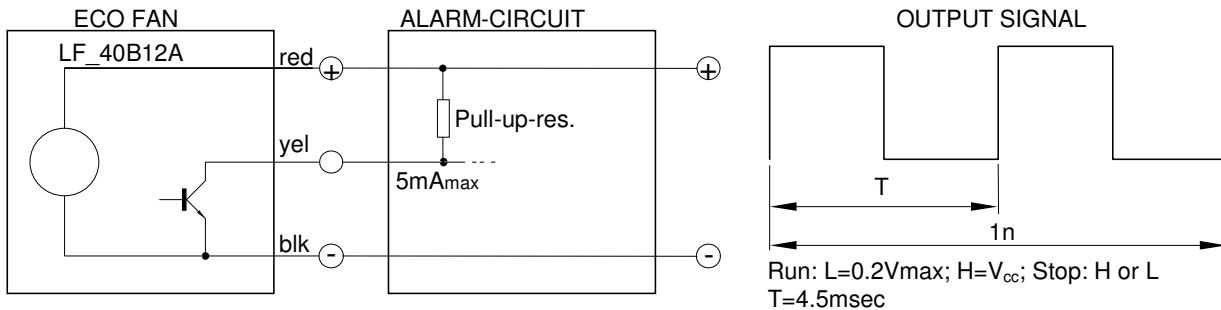 ECO FAN
ALARM-CIRCUIT
OUTPUT SIGNAL
LF_40B12A
red
+
+
Pull-up-res.
yel
5mAmax
T
blk
-
-
1n
Run: L=0.2Vmax; H=Vcc; Stop: H or L
T=4.5msec